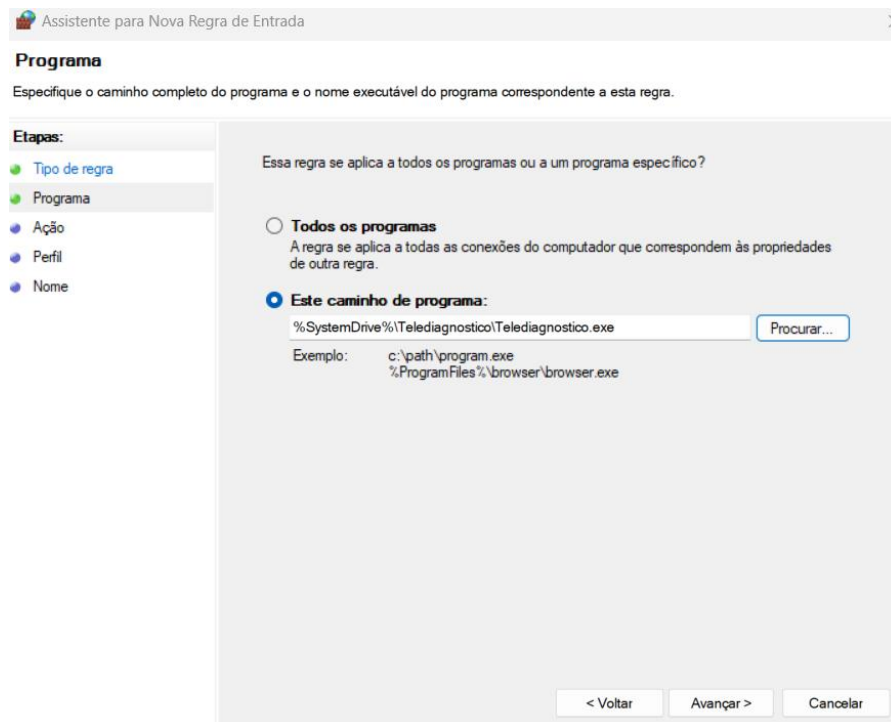 Assistente para Nova Regra de Entrada
Programa
Especifique o caminho completo do programa e o nome executável do programa correspondente a esta regra.
Etapas:
Tipo de regra
Programa
Ação
Perfil
Nome
Essa regra se aplica a todos os programas ou a um programa específico?
Todos os programas
A regra se aplica a todas as conexões do computador que correspondem às propriedades
de outra regra.
Este caminho de programa:
%SystemDrive%\Telediagnostico\Telediagnostico.exe
Procurar...
Exemplo: c:\path\program.exe
%ProgramFiles%\browser\browser.exe
< Voltar
Avançar >
Cancelar